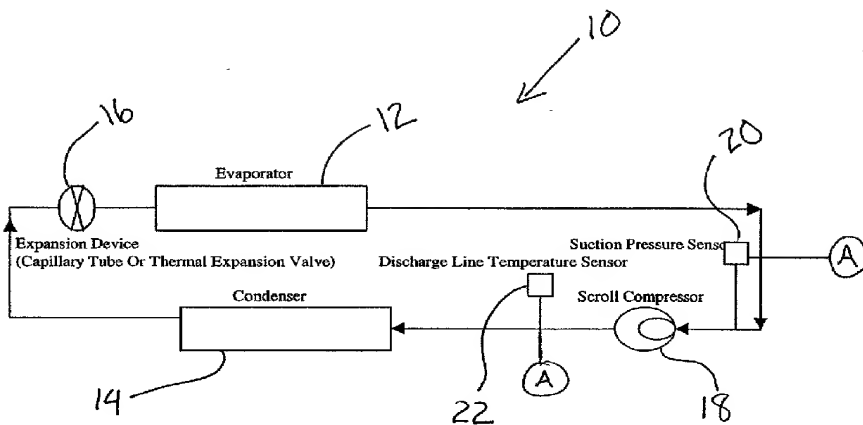 10
16
12
20
Evaporator
Expansion Device
(Capillary Tube Or Thermal Expansion Valve)
Suction Pressure Sensor
A
Discharge Line Temperature Sensor
Condenser
Scroll Compressor
14
22
A
18